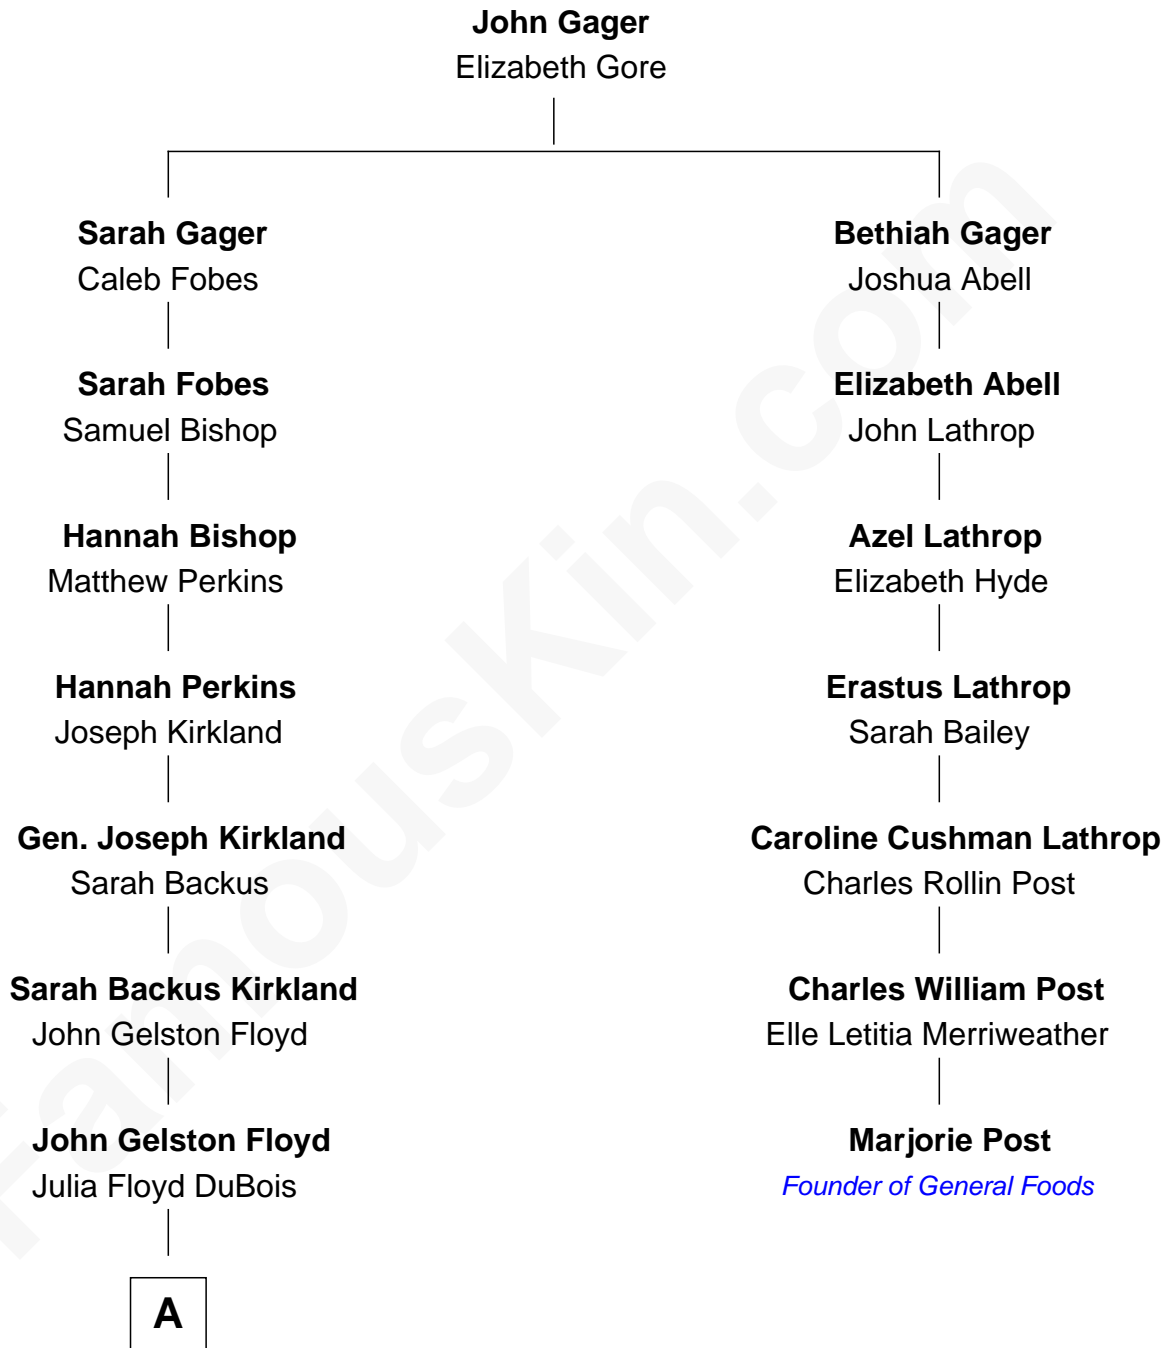 John Gager
Elizabeth Gore
Sarah Gager
Caleb Fobes
Sarah Fobes
Samuel Bishop
Hannah Bishop
Matthew Perkins
Hannah Perkins
Joseph Kirkland
Gen. Joseph Kirkland
Sarah Backus
Sarah Backus Kirkland
John Gelston Floyd
John Gelston Floyd
Julia Floyd DuBois
A
Bethiah Gager
Joshua Abell
Elizabeth Abell
John Lathrop
Azel Lathrop
Elizabeth Hyde
Erastus Lathrop
Sarah Bailey
Caroline Cushman Lathrop
Charles Rollin Post
Charles William Post
Elle Letitia Merriweather
Marjorie Post
Founder of General Foods
FamousKin.com